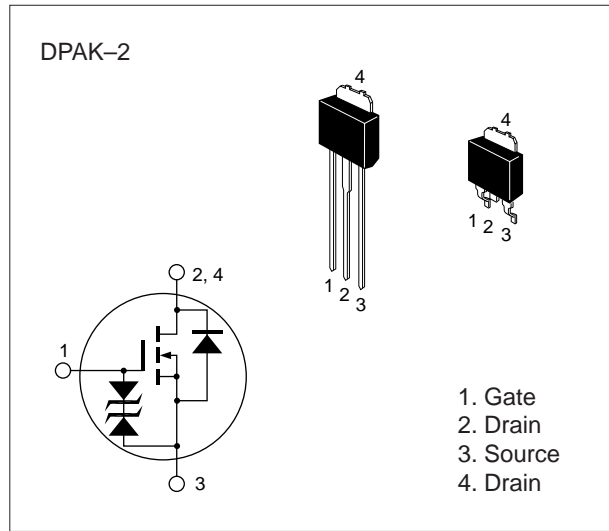 DPAK–2
4
4
1
2
3
1 2
3
2, 4
1
3
1. Gate
2. Drain
3. Source
4. Drain